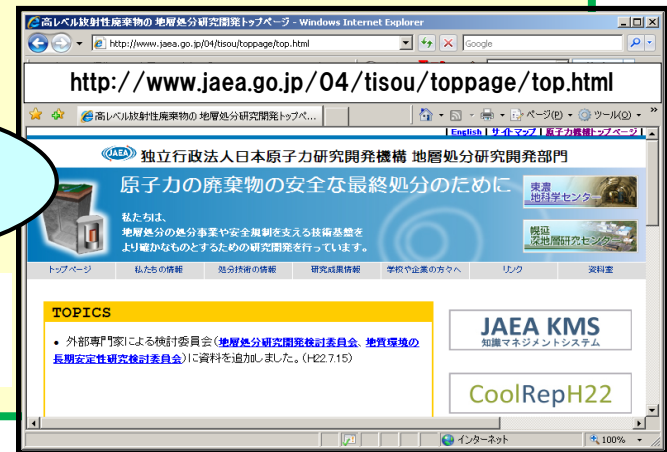 高レベル放射性廃棄物の 地層処分研究開発トップページ - Windows Internet Explorer
http://www.jaea.go.jp/04/tisou/toppage/top.html
Google
http://www.jaea.go.jp/04/tisou/toppage/top.html
高レベル放射性廃棄物の 地層処分研究開発トップペ...
ページ(P) ツール(O)
| English | サイトマップ | 原子力機構トップページ |
(JAEA) 独立行政法人日本原子力研究開発機構 地層処分研究開発部門
原子力の廃棄物の安全な最終処分のために
東濃
地科学センター
私たちは、
地層処分の処分事業や安全規制を支える技術基盤を
より確かなものとするための研究開発を行っています。
幌延
深地層研究センター
トップページ 私たちの情報 処分技術の情報 研究成果情報 学校や企業の方々へ リンク 資料室
TOPICS
• 外部専門家による検討委員会(地層処分研究開発検討委員会、地質環境の
長期安定性研究検討委員会)に資料を追加しました。(H22.7.15)
JAEA KMS
知識マネジメントシステム
CoolRepH22
インターネット
100%